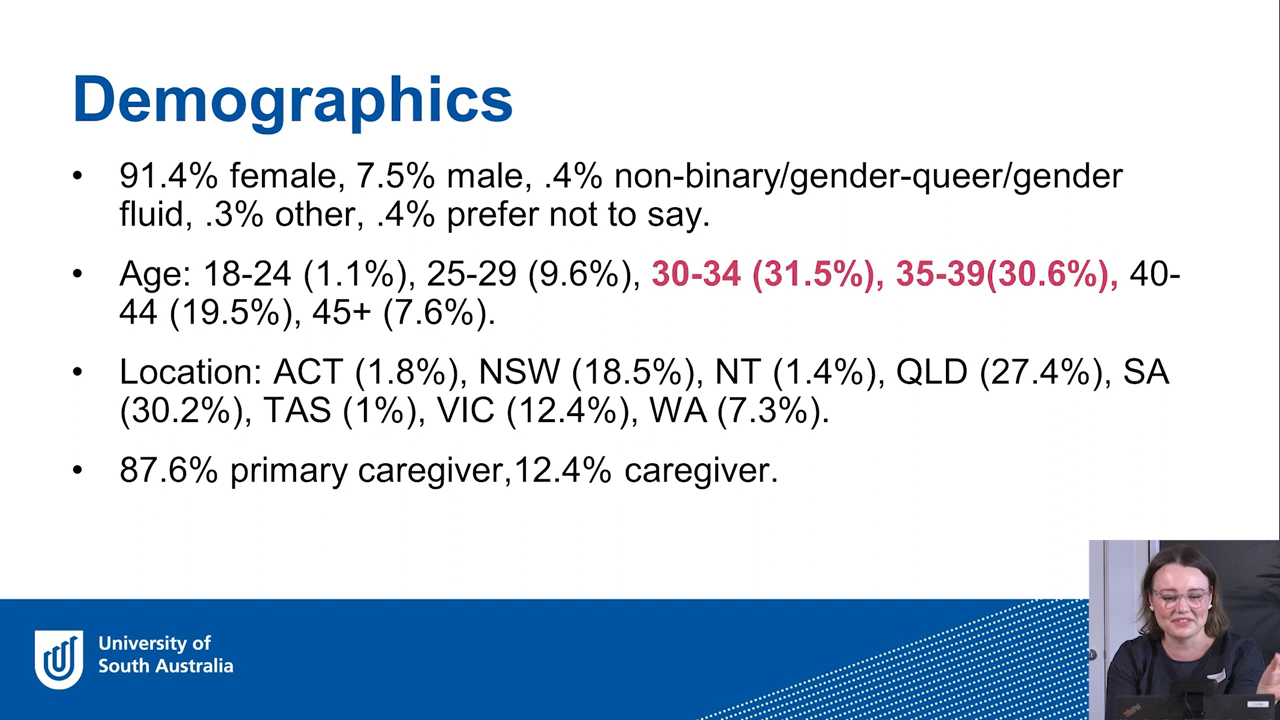 Demographics
• 91.4% female, 7.5% male, .4% non-binary/gender-queer/gender
fluid, .3% other, .4% prefer not to say.
• Age: 18-24 (1.1%), 25-29 (9.6%), 30-34 (31.5%), 35-39(30.6%), 40-
44 (19.5%), 45+ (7.6%).
• Location: ACT (1.8%), NSW (18.5%), NT (1.4%), QLD (27.4%), SA
(30.2%), TAS (1%), VIC (12.4%), WA (7.3%).
• 87.6% primary caregiver,12.4% caregiver.
University of
South Australia